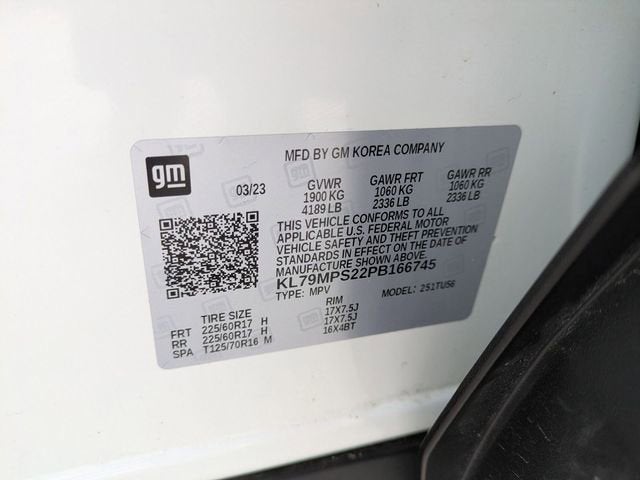 gm
MFD BY GM KOREA COMPANY
03/23 GVWR GAWR FRT GAWR RR
1900 KG 1060 KG 1060 KG
4189 LB 2336 LB 2336 LB
THIS VEHICLE CONFORMS TO ALL
APPLICABLE U.S. FEDERAL MOTOR
VEHICLE SAFETY AND THEFT PREVENTION
STANDARDS IN EFFECT ON THE DATE OF
MANUFACTURE SHOWN ABOVE.
KL79MPS22PB166745
TYPE: MPV MODEL: 251TU56
TIRE SIZE RIM
FRT 225/60R17 H 17X7.5J
RR 225/60R17 H 17X7.5J
SPA T125/70R16 M 16X4BT